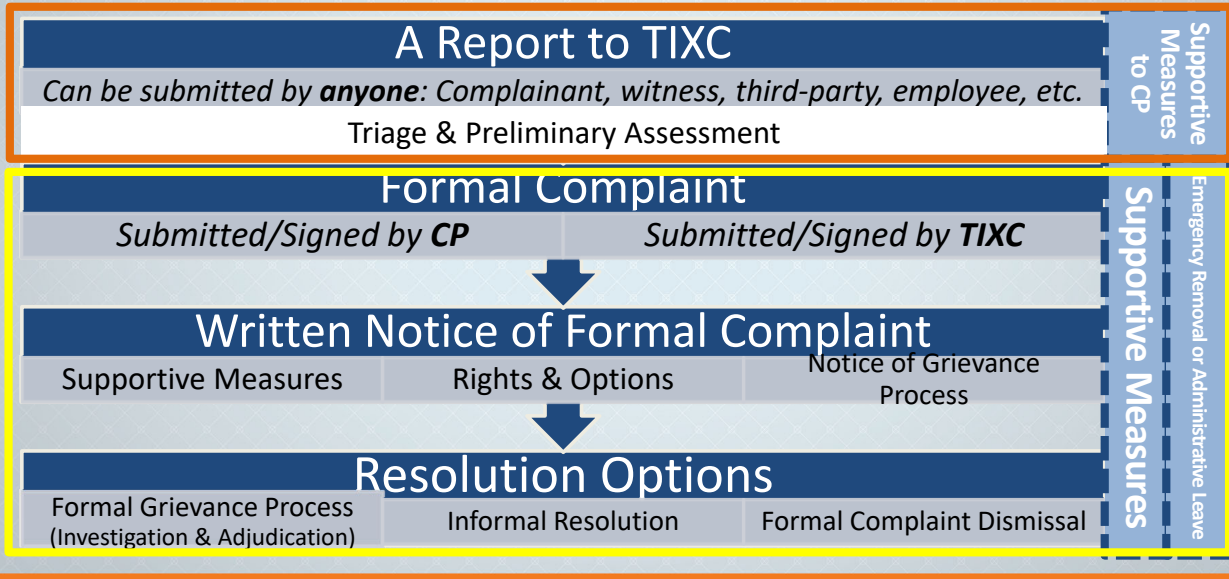 A Report to TIXC
Can be submitted by anyone: Complainant, witness, third-party, employee, etc.
Triage & Preliminary Assessment
Supportive
Measures
to CP
Formal Complaint
Submitted/Signed by CP
Submitted/Signed by TIXC
Written Notice of Formal Complaint
Supportive Measures
Rights & Options
Notice of Grievance
Process
Resolution Options
Formal Grievance Process
(Investigation & Adjudication)
Informal Resolution
Formal Complaint Dismissal
Supportive Measures
Emergency Removal or Administrative Leave